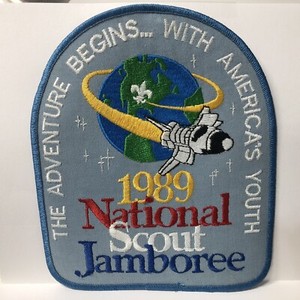 THE ADVENTURE BEGINS... WITH AMERICA'S YOUTH
1989
National
Scout
Jamboree